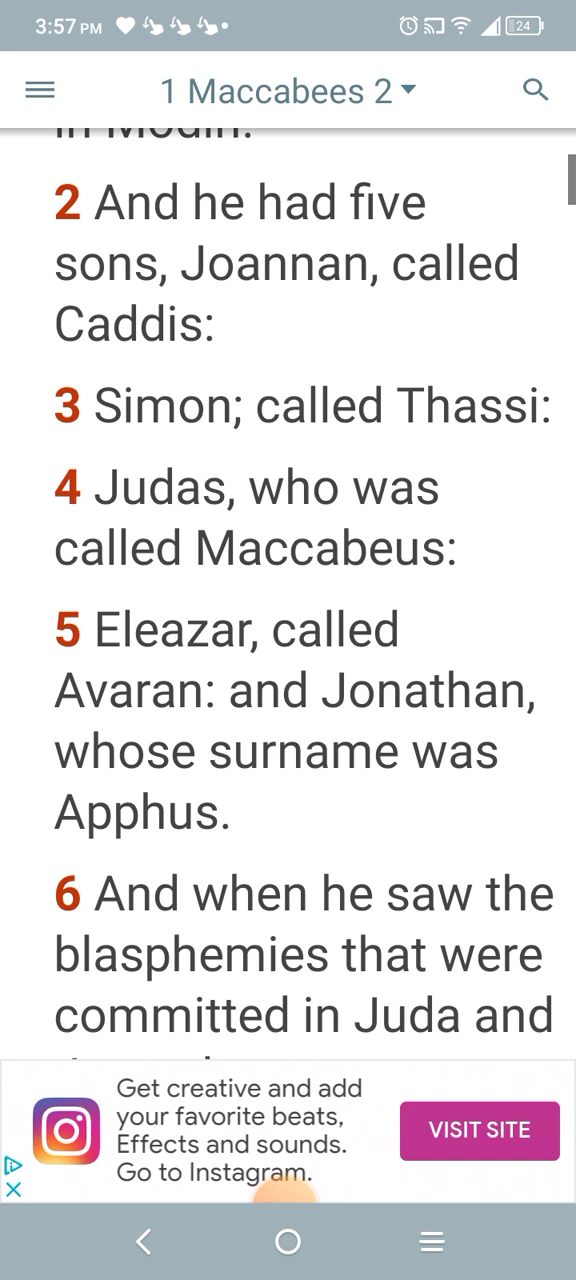 3:57 PM
24
1 Maccabees 2
in Modin.
2 And he had five
sons, Joannan, called
Caddis:
3 Simon; called Thassi:
4 Judas, who was
called Maccabeus:
5 Eleazar, called
Avaran: and Jonathan,
whose surname was
Apphus.
6 And when he saw the
blasphemies that were
committed in Juda and
Get creative and add
your favorite beats,
Effects and sounds.
Go to Instagram.
VISIT SITE